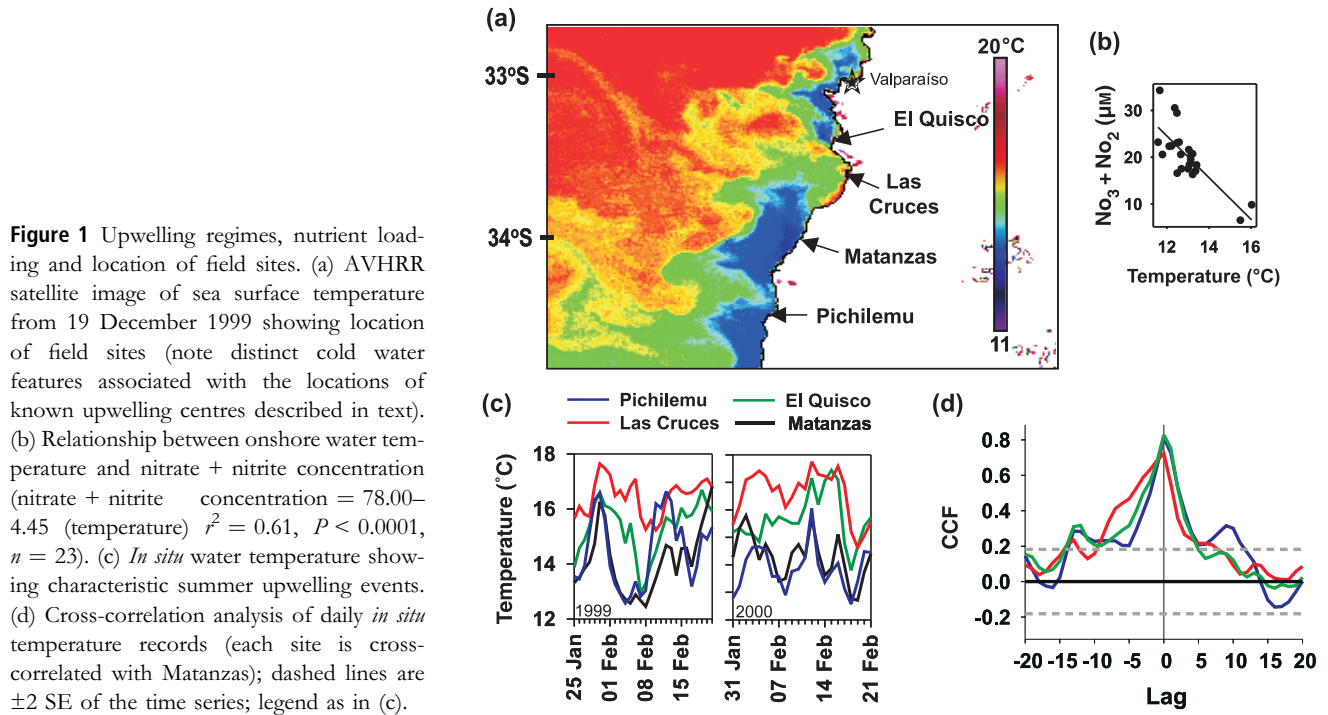 Figure 1 Upwelling regimes, nutrient load-
ing and location of field sites. (a) AVHRR
satellite image of sea surface temperature
from 19 December 1999 showing location
of field sites (note distinct cold water
features associated with the locations of
known upwelling centres described in text).
(b) Relationship between onshore water tem-
perature and nitrate + nitrite concentration
(nitrate + nitrite concentration = 78.00–
4.45 (temperature) r² = 0.61, P < 0.0001,
n = 23). (c) In situ water temperature show-
ing characteristic summer upwelling events.
(d) Cross-correlation analysis of daily in situ
temperature records (each site is cross-
correlated with Matanzas); dashed lines are
±2 SE of the time series; legend as in (c).
(a)
33ºS
34ºS
20°C
11
Valparaíso
El Quisco
Las
Cruces
Matanzas
Pichilemu
(b)
No₃ + No₂ (µM)
30
20
10
12 14 16
Temperature (°C)
(c)
Pichilemu
El Quisco
Las Cruces
Matanzas
Temperature (°C)
18
16
14
12
1999
2000
25 Jan
01 Feb
08 Feb
15 Feb
31 Jan
07 Feb
14 Feb
21 Feb
(d)
CCF
0.8
0.6
0.4
0.2
0.0
-0.2
-20 -15 -10 -5 0 5 10 15 20
Lag